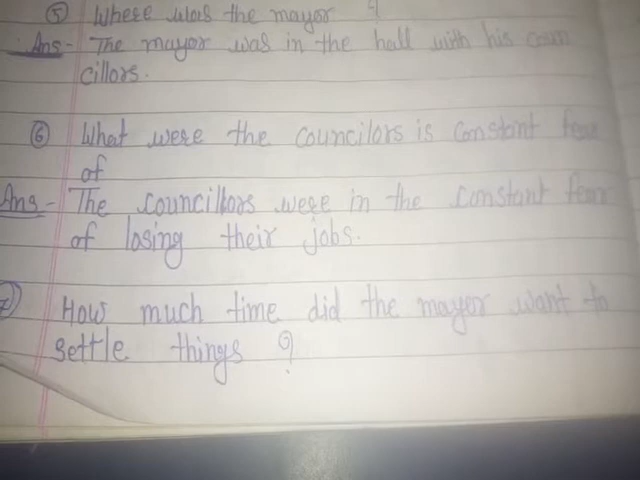 ⑤ Where was the mayor ?
Ans - The mayor was in the hall with his coun
cillors.
⑥ What were the councilors is constant fear
of
Ans - The councillors were in the constant fear
of losing their jobs.
7) How much time did the mayor want to
settle things ?